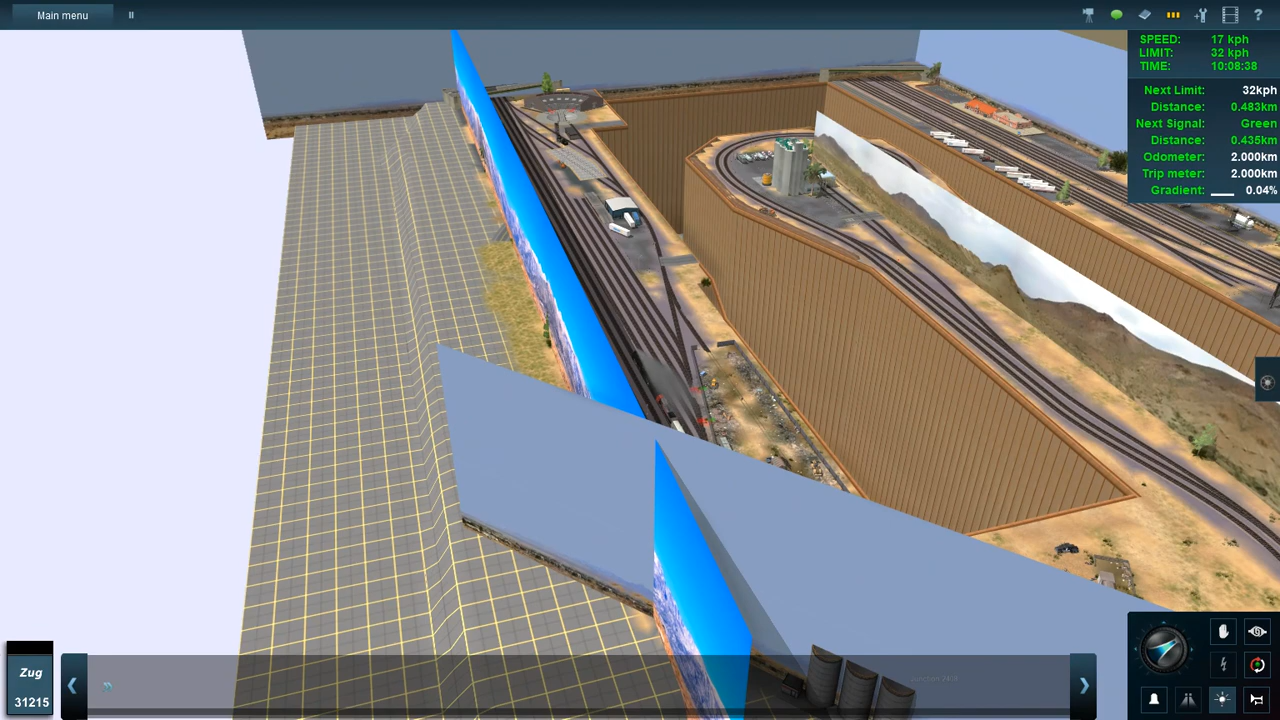 Main menu
SPEED: 17 kph
LIMIT: 32 kph
TIME: 10:08:38
Next Limit: 32kph
Distance: 0.483km
Next Signal: Green
Distance: 0.435km
Odometer: 2.000km
Trip meter: 2.000km
Gradient: 0.04%
Zug
31215